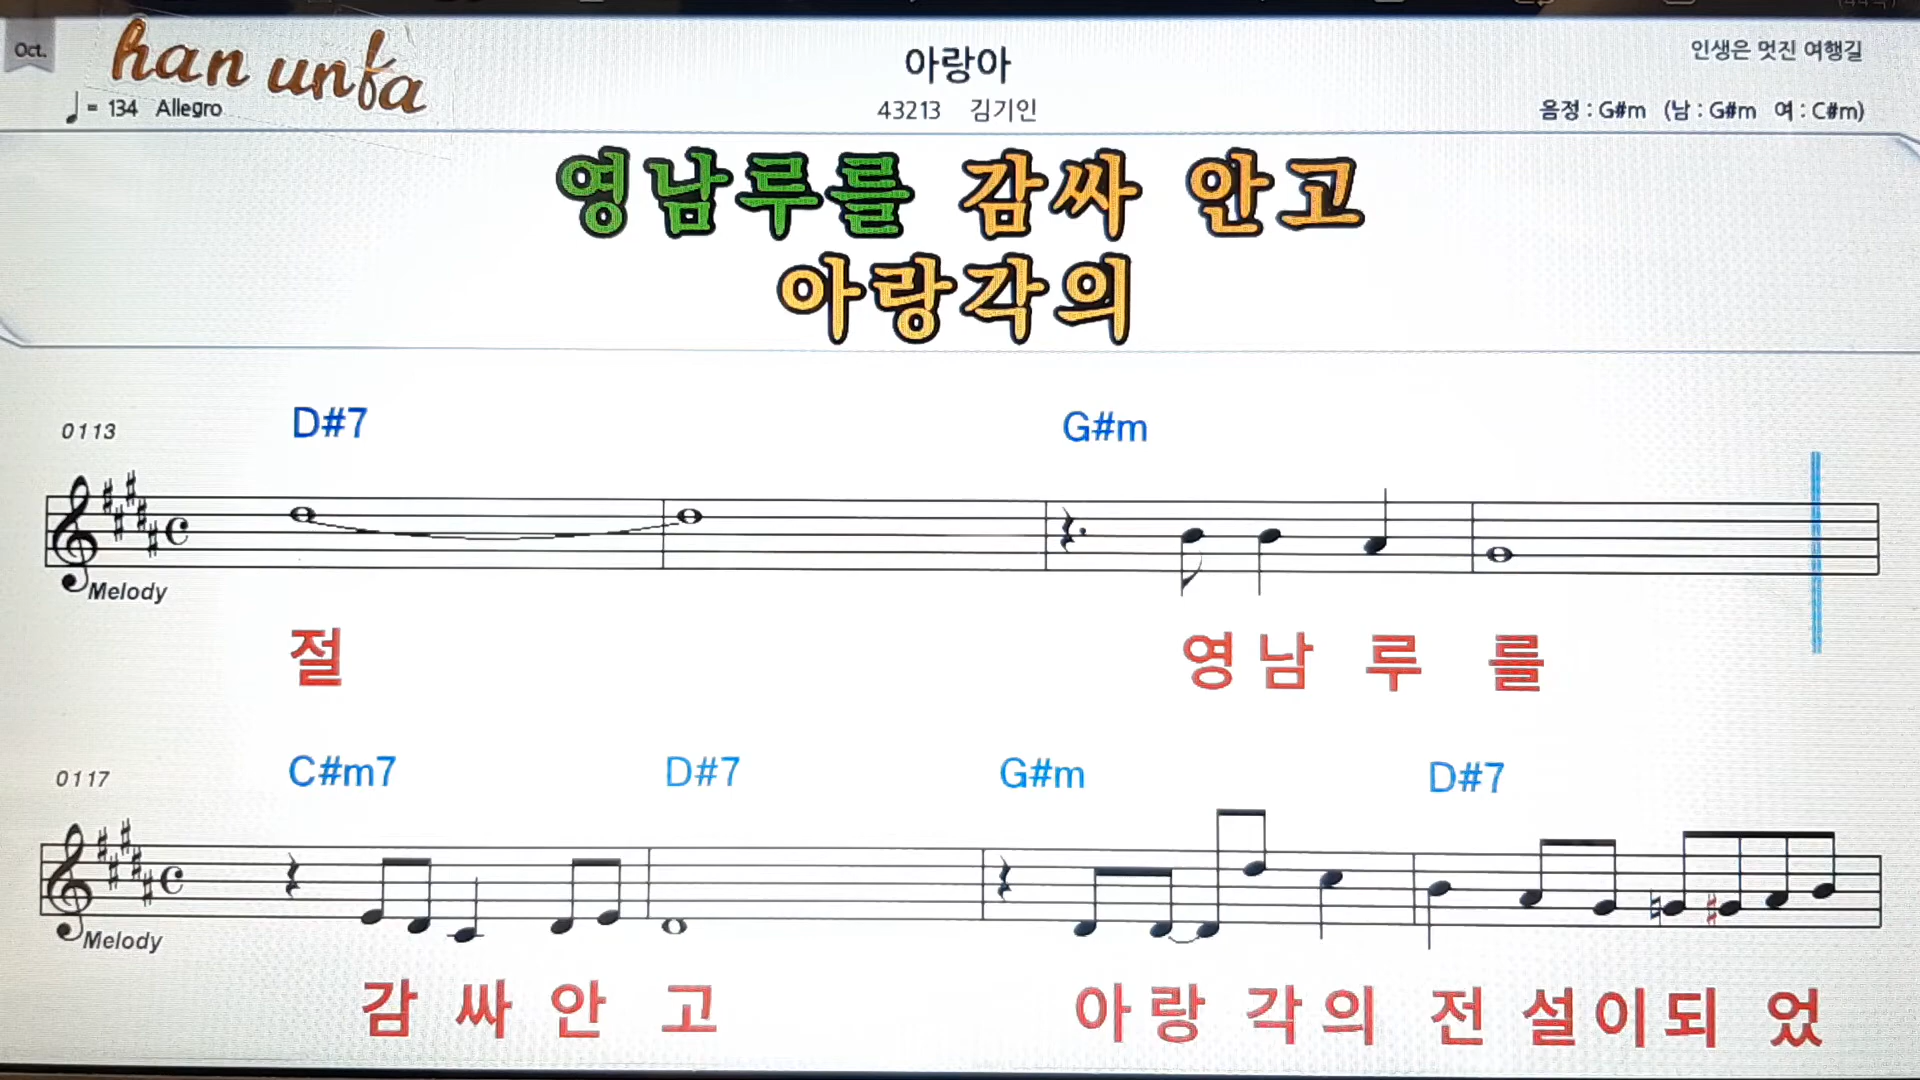 Oct.
han unfa
아랑아
인생은 멋진 여행길
= 134 Allegro
43213 김기인
음정 : G#m (남 : G#m 여 : C#m)
영남루를 감싸 안고
아랑각의
0113
D#7 G#m
Melody
절 영 남 루 를
0117
C#m7 D#7 G#m D#7
Melody
감 싸 안 고 아 랑 각 의 전 설 이 되 었